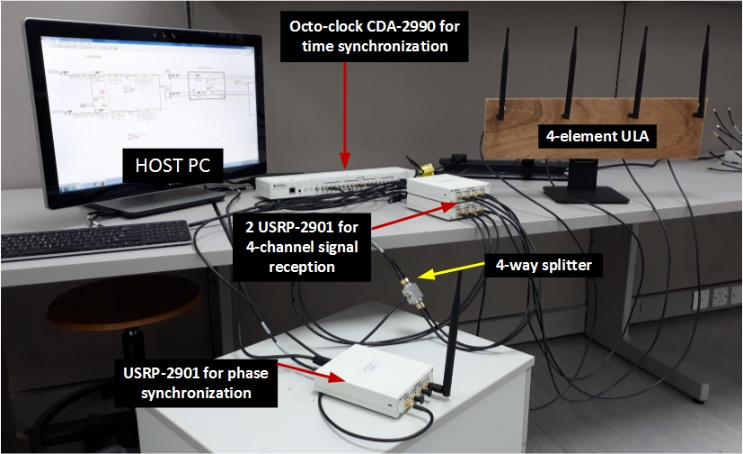 Octo-clock CDA-2990 for
time synchronization
4-element ULA
HOST PC
2 USRP-2901 for
4-channel signal
reception
4-way splitter
USRP-2901 for phase
synchronization